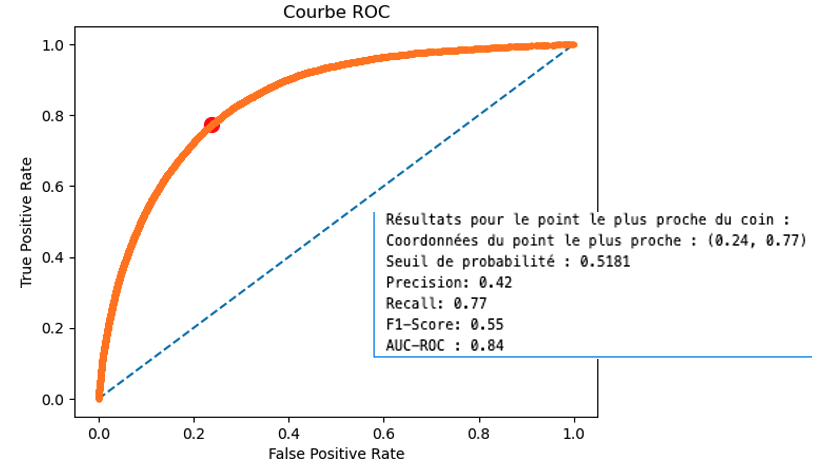 Courbe ROC
1.0
0.8
0.6
0.4
0.2
0.0
True Positive Rate
Résultats pour le point le plus proche du coin :
Coordonnées du point le plus proche : (0.24, 0.77)
Seuil de probabilité : 0.5181
Precision: 0.42
Recall: 0.77
F1-Score: 0.55
AUC-ROC : 0.84
0.0 0.2 0.4 0.6 0.8 1.0
False Positive Rate